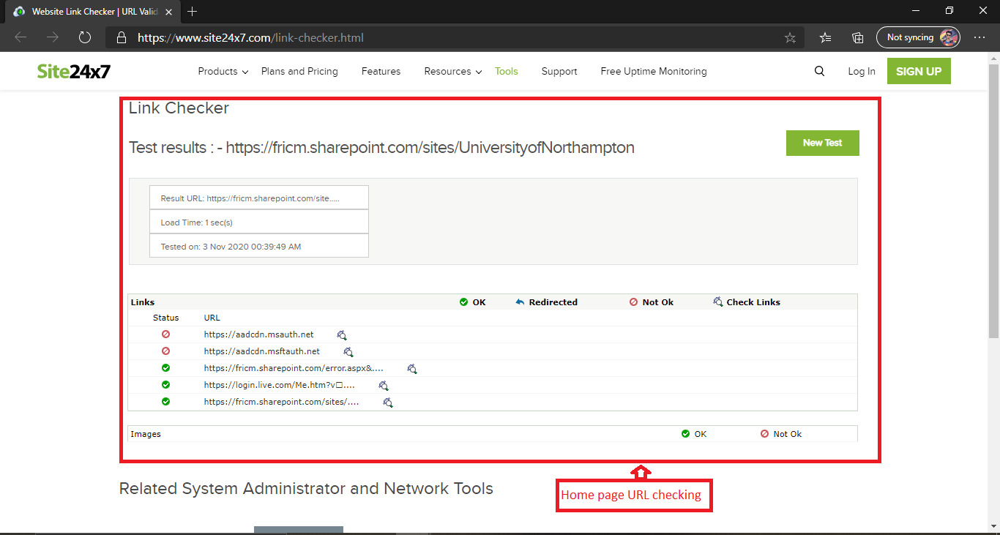 Website Link Checker | URL Valid
https://www.site24x7.com/link-checker.html
Not syncing
Site24x7
Products
Plans and Pricing
Features
Resources
Tools
Support
Free Uptime Monitoring
Log In
SIGN UP
Link Checker
Test results : - https://fricm.sharepoint.com/sites/UniversityofNorthampton
New Test
Result URL: https://fricm.sharepoint.com/site.....
Load Time: 1 sec(s)
Tested on: 3 Nov 2020 00:39:49 AM
Links OK Redirected Not Ok Check Links
Status URL
https://aadcdn.msauth.net
https://aadcdn.msftauth.net
https://fricm.sharepoint.com/error.aspx&....
https://login.live.com/Me.htm?v□....
https://fricm.sharepoint.com/sites/....
Images OK Not Ok
Home page URL checking
Related System Administrator and Network Tools